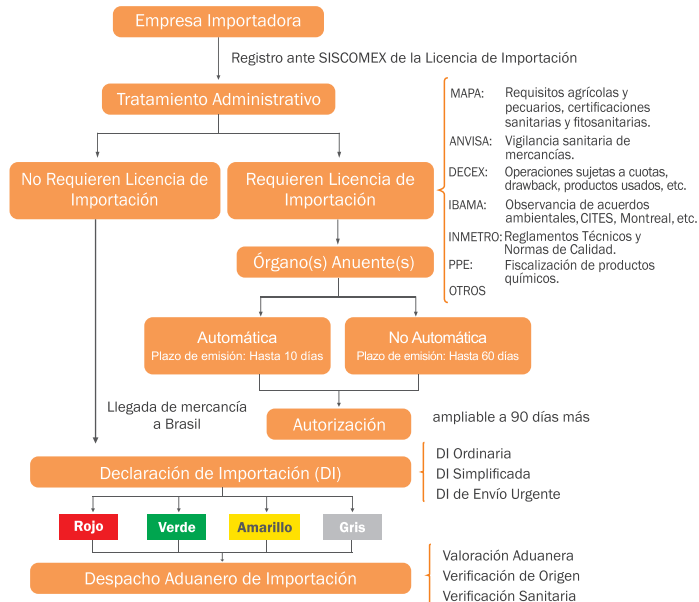 Empresa Importadora
Registro ante SISCOMEX de la Licencia de Importación
Tratamiento Administrativo
No Requieren Licencia de
Importación
Requieren Licencia de
Importación
MAPA: Requisitos agrícolas y
pecuarios, certificaciones
sanitarias y fitosanitarias.
ANVISA: Vigilancia sanitaria de
mercancías.
DECEX: Operaciones sujetas a cuotas,
drawback, productos usados, etc.
IBAMA: Observancia de acuerdos
ambientales, CITES, Montreal, etc.
INMETRO: Reglamentos Técnicos y
Normas de Calidad.
PPE: Fiscalización de productos
químicos.
OTROS
Órgano(s) Anuente(s)
Automática
Plazo de emisión: Hasta 10 días
No Automática
Plazo de emisión: Hasta 60 días
Llegada de mercancía
a Brasil
Autorización
ampliable a 90 días más
Declaración de Importación (DI)
DI Ordinaria
DI Simplificada
DI de Envío Urgente
Rojo
Verde
Amarillo
Gris
Despacho Aduanero de Importación
Valoración Aduanera
Verificación de Origen
Verificación Sanitaria